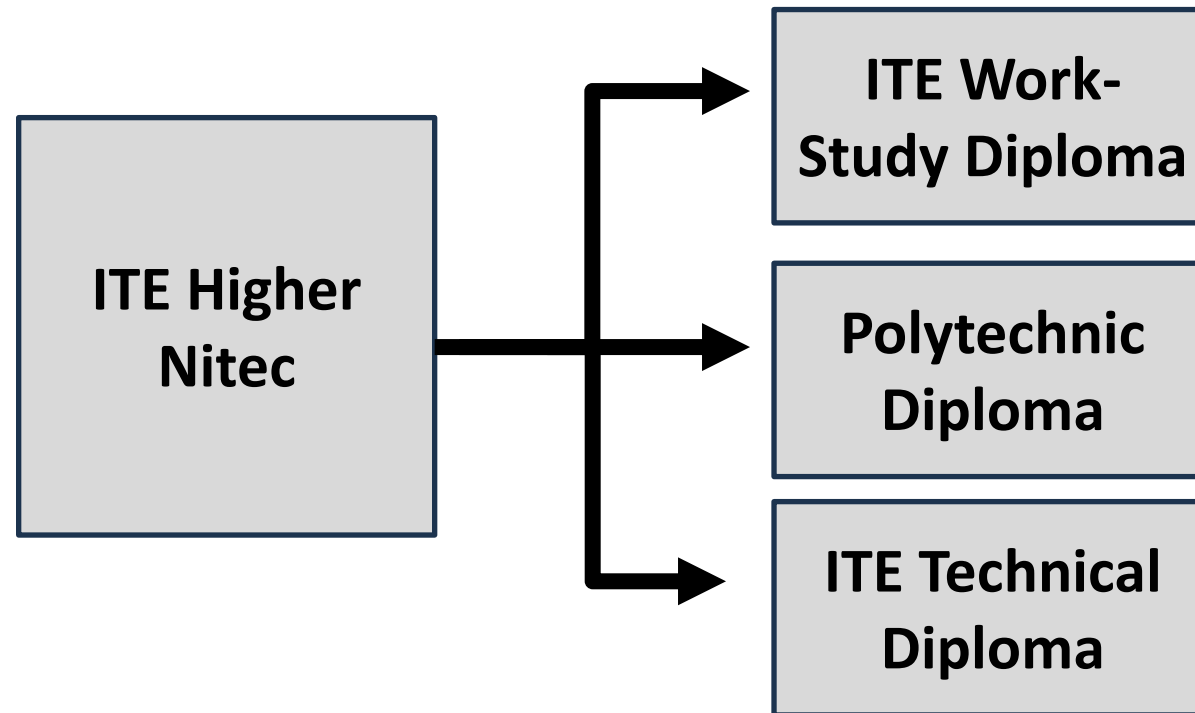 ITE Higher
Nitec
ITE Work-
Study Diploma
Polytechnic
Diploma
ITE Technical
Diploma